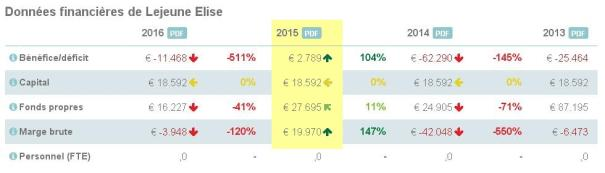 Données financières de Lejeune Elise
2016 PDF 2015 PDF 2014 PDF 2013 PDF
Bénéfice/déficit € -11.468 -511% € 2.789 104% € -62.290 -145% € -25.464
Capital € 18.592 0% € 18.592 0% € 18.592 0% € 18.592
Fonds propres € 16.227 -41% € 27.695 11% € 24.905 -71% € 87.195
Marge brute € -3.948 -120% € 19.970 147% € -42.048 -550% € -6.473
Personnel (FTE) ,0 - ,0 - ,0 - ,0